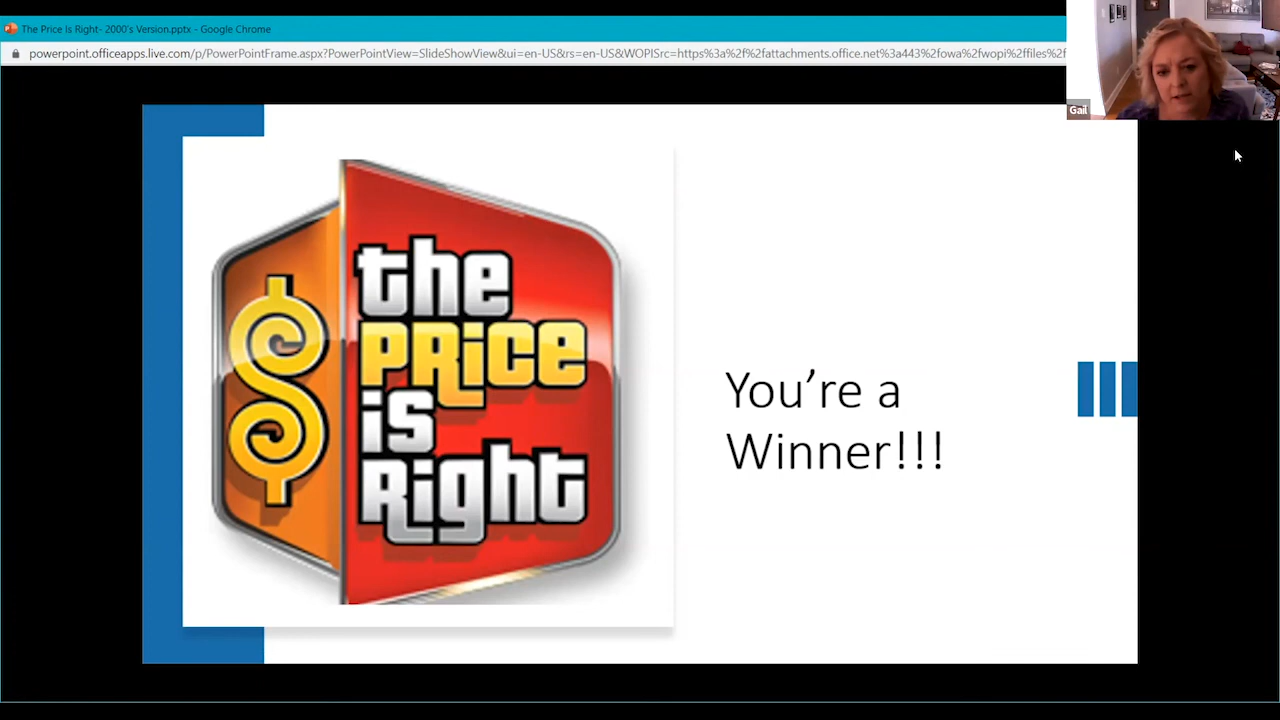 The Price Is Right- 2000's Version.pptx - Google Chrome
powerpoint.officeapps.live.com/p/PowerPointFrame.aspx?PowerPointView=SlideShowView&ui=en-US&rs=en-US&WOPISrc=https%3a%2f%2fattachments.office.net%3a443%2fowa%2fwopi%2ffiles%2f
Gail
the
PRice
is
Right
You’re a
Winner!!!